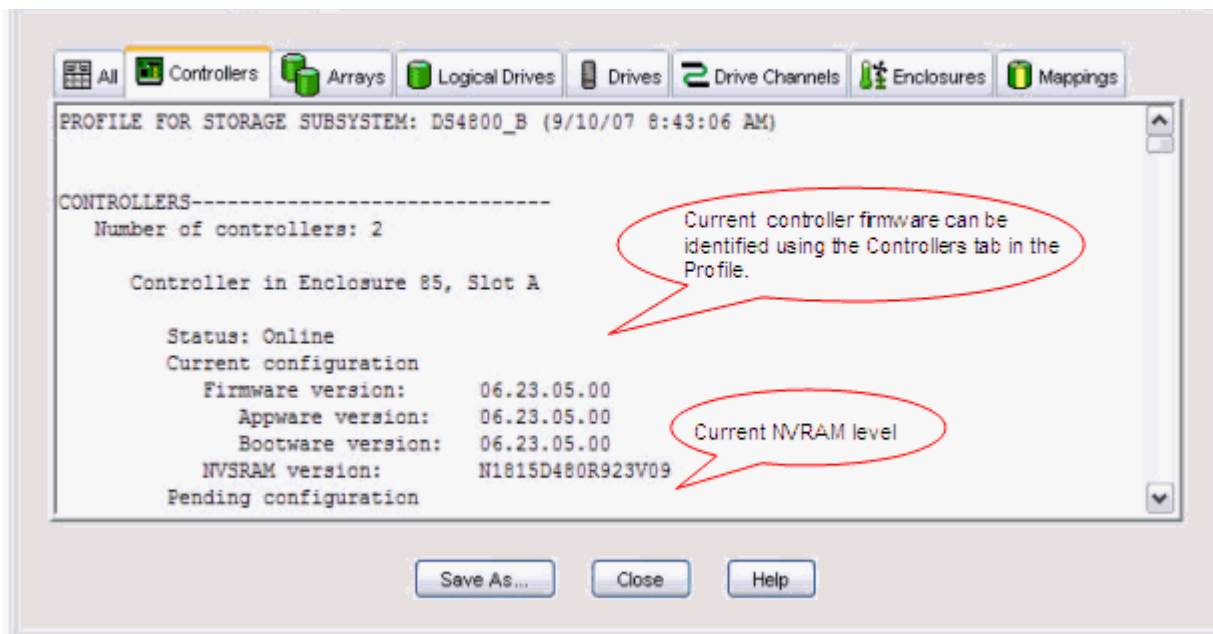 All Controllers Arrays Logical Drives Drives Drive Channels Enclosures Mappings
PROFILE FOR STORAGE SUBSYSTEM: DS4800_B (9/10/07 8:43:06 AM)
CONTROLLERS------------------------------
Number of controllers: 2
Current controller firmware can be
identified using the Controllers tab in the
Profile.
Controller in Enclosure 85, Slot A
Status: Online
Current configuration
Firmware version: 06.23.05.00
Appware version: 06.23.05.00
Bootware version: 06.23.05.00
Current NVRAM level
NVSRAM version: N1815D480R923V09
Pending configuration
Save As... Close Help